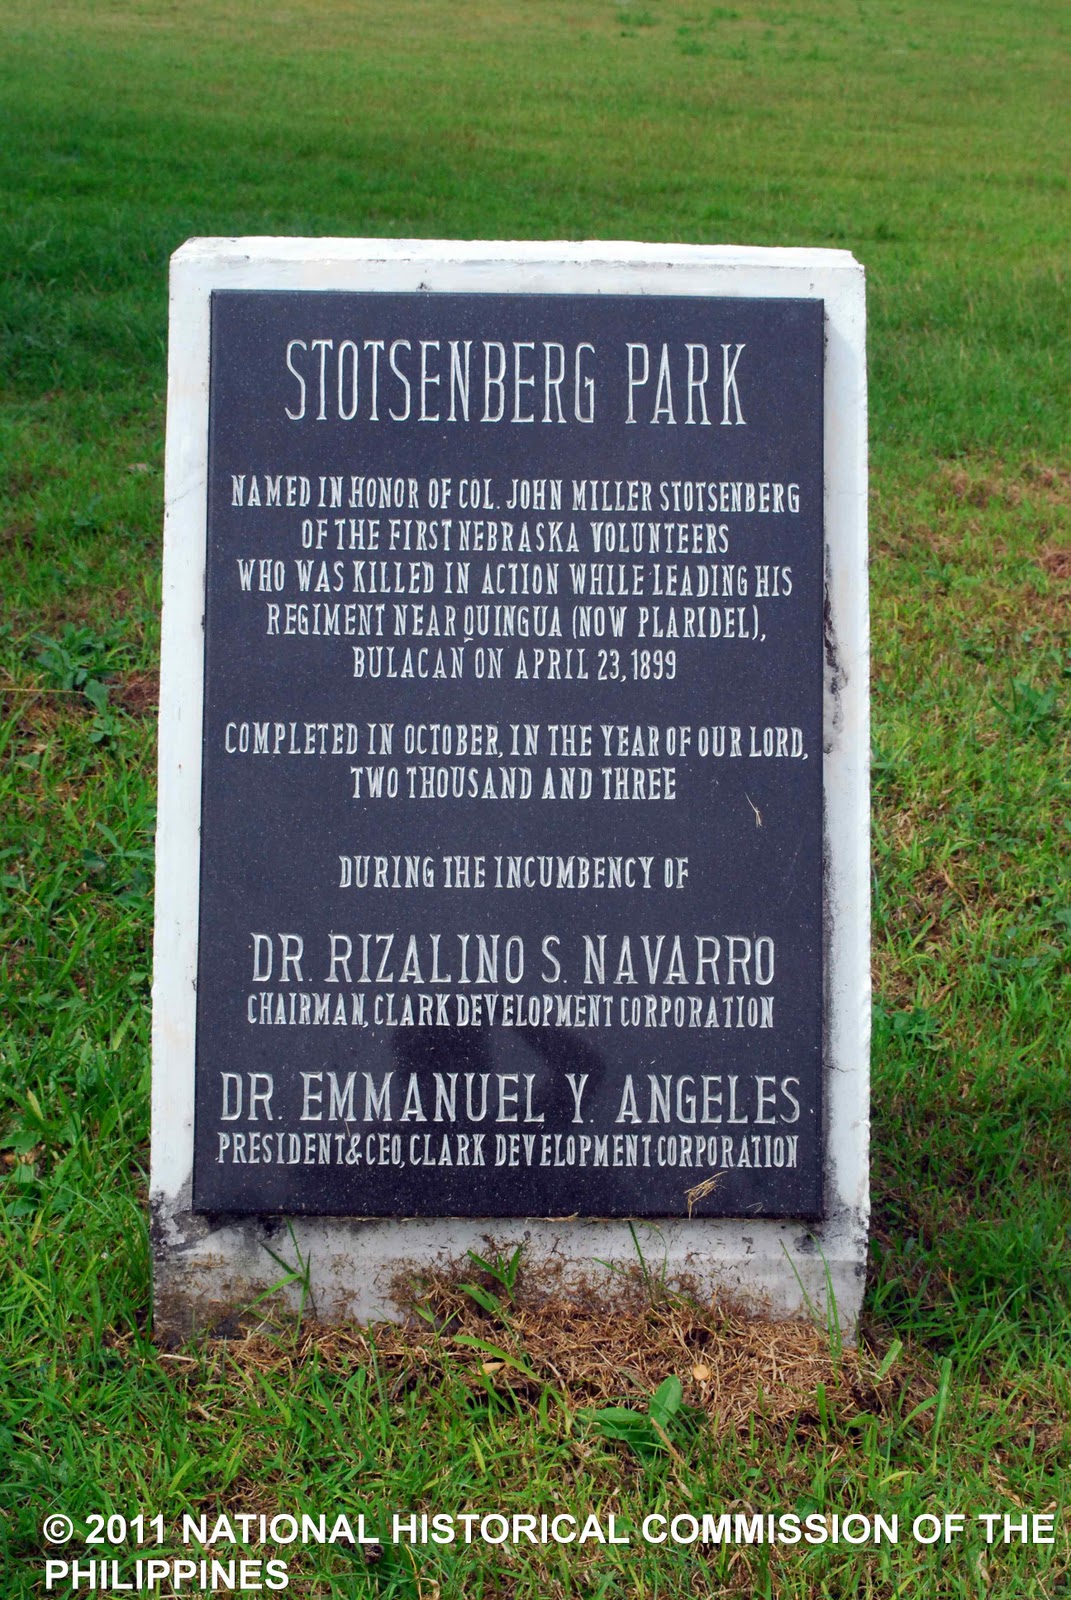 STOTSENBERG PARK
NAMED IN HONOR OF COL. JOHN MILLER STOTSENBERG
OF THE FIRST NEBRASKA VOLUNTEERS
WHO WAS KILLED IN ACTION WHILE LEADING HIS
REGIMENT NEAR QUINGUA (NOW PLARIDEL),
BULACAN ON APRIL 23, 1899
COMPLETED IN OCTOBER, IN THE YEAR OF OUR LORD,
TWO THOUSAND AND THREE
DURING THE INCUMBENCY OF
DR. RIZALINO S. NAVARRO
CHAIRMAN, CLARK DEVELOPMENT CORPORATION
DR. EMMANUEL Y. ANGELES
PRESIDENT & CEO, CLARK DEVELOPMENT CORPORATION
© 2011 NATIONAL HISTORICAL COMMISSION OF THE
PHILIPPINES